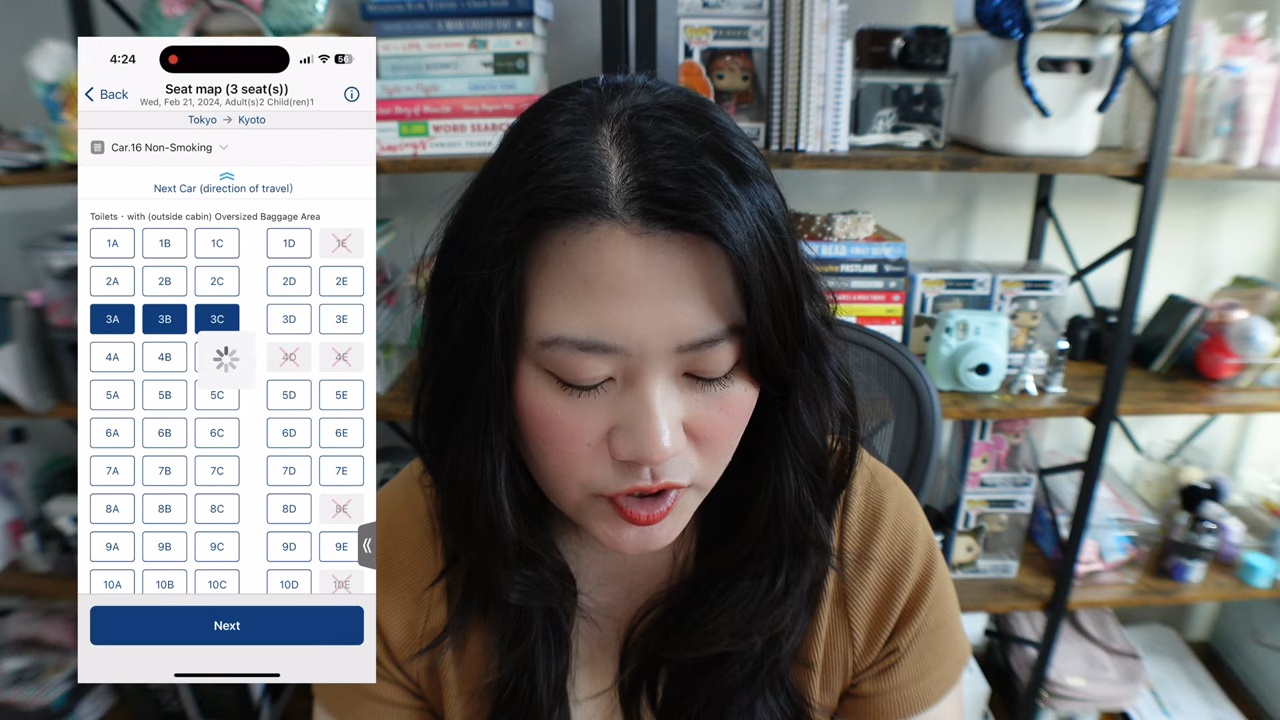 4:24
Back
Seat map (3 seat(s))
Wed, Feb 21, 2024, Adult(s)2 Child(ren)1
Tokyo → Kyoto
Car.16 Non-Smoking
Next Car (direction of travel)
Toilets・with (outside cabin) Oversized Baggage Area
1A 1B 1C 1D 1E
2A 2B 2C 2D 2E
3A 3B 3C 3D 3E
4A 4B 4D 4E
5A 5B 5C 5D 5E
6A 6B 6C 6D 6E
7A 7B 7C 7D 7E
8A 8B 8C 8D 8E
9A 9B 9C 9D 9E
10A 10B 10C 10D 10E
Next
WORD SEARCH
FASTLANE